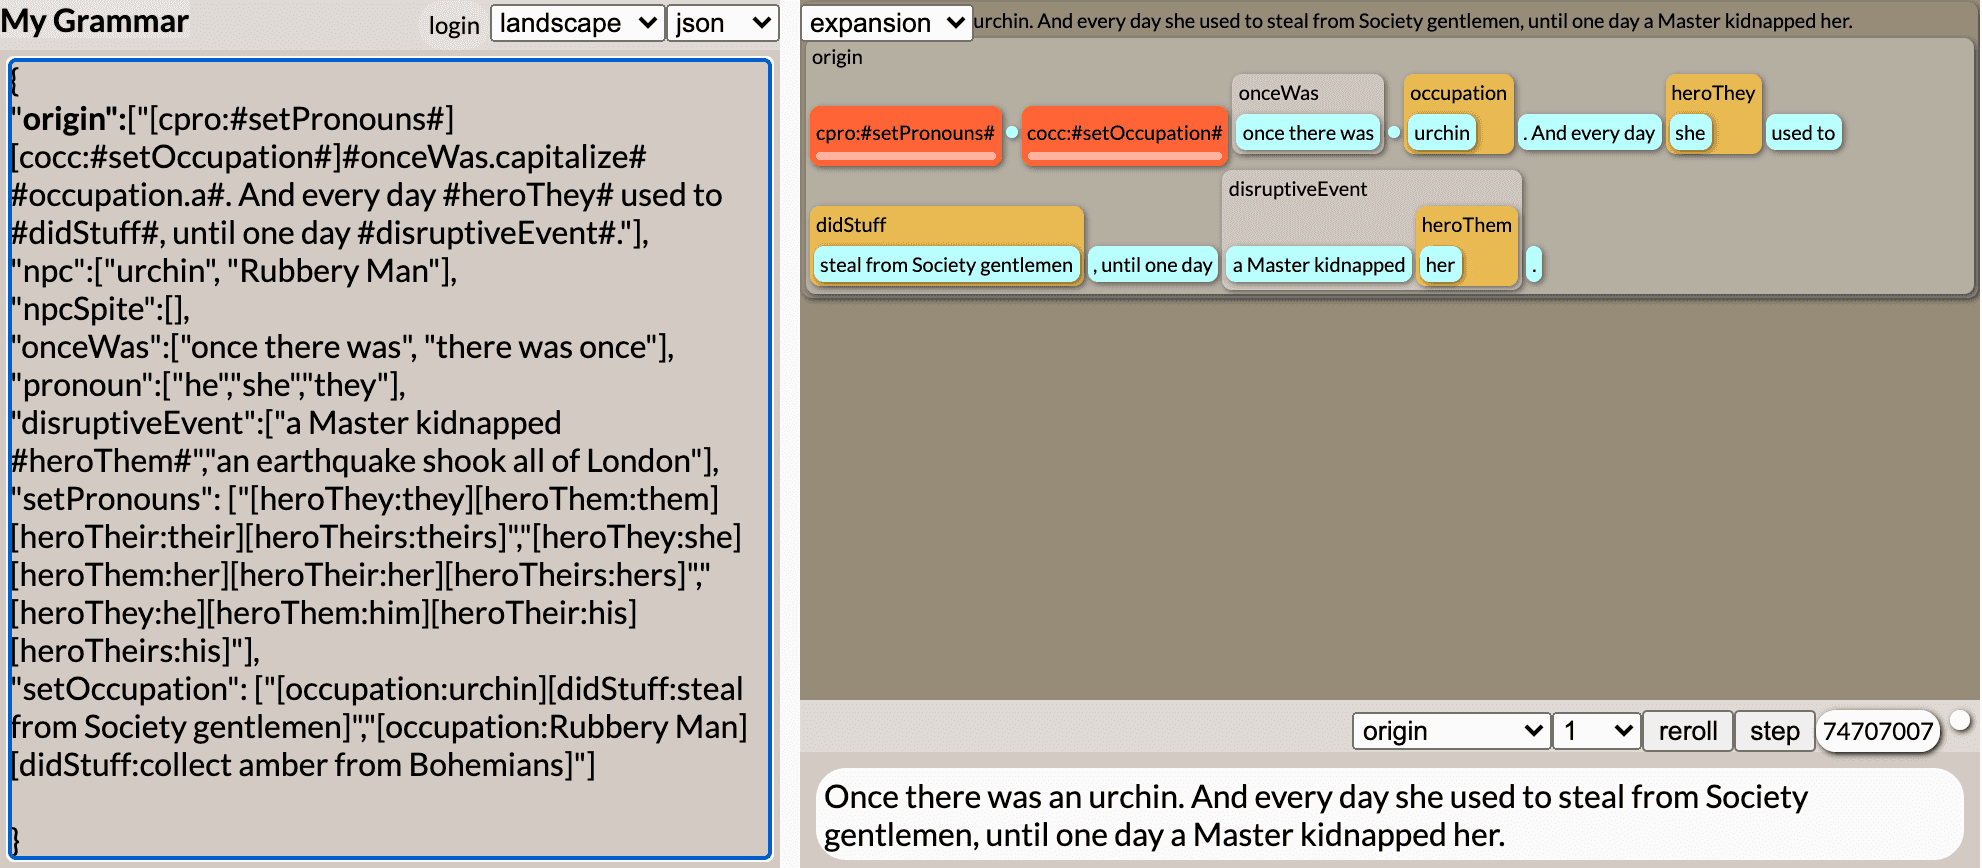 My Grammar
login
landscape
json
{
"origin":["[cpro:#setPronouns#]
[cocc:#setOccupation#]#onceWas.capitalize#
#occupation.a#. And every day #heroThey# used to
#didStuff#, until one day #disruptiveEvent#."],
"npc":["urchin", "Rubbery Man"],
"npcSpite":[],
"onceWas":["once there was", "there was once"],
"pronoun":["he","she","they"],
"disruptiveEvent":["a Master kidnapped
#heroThem#","an earthquake shook all of London"],
"setPronouns": ["[heroThey:they][heroThem:them]
[heroTheir:their][heroTheirs:theirs]","[heroThey:she]
[heroThem:her][heroTheir:her][heroTheirs:hers]","
[heroThey:he][heroThem:him][heroTheir:his]
[heroTheirs:his]"],
"setOccupation": ["[occupation:urchin][didStuff:steal
from Society gentlemen]","[occupation:Rubbery Man]
[didStuff:collect amber from Bohemians]"]
}
expansion
urchin. And every day she used to steal from Society gentlemen, until one day a Master kidnapped her.
origin
onceWas
occupation
heroThey
cpro:#setPronouns#
cocc:#setOccupation#
once there was
urchin
. And every day
she
used to
disruptiveEvent
didStuff
heroThem
steal from Society gentlemen
, until one day
a Master kidnapped
her
.
origin
1
reroll
step
74707007
Once there was an urchin. And every day she used to steal from Society
gentlemen, until one day a Master kidnapped her.